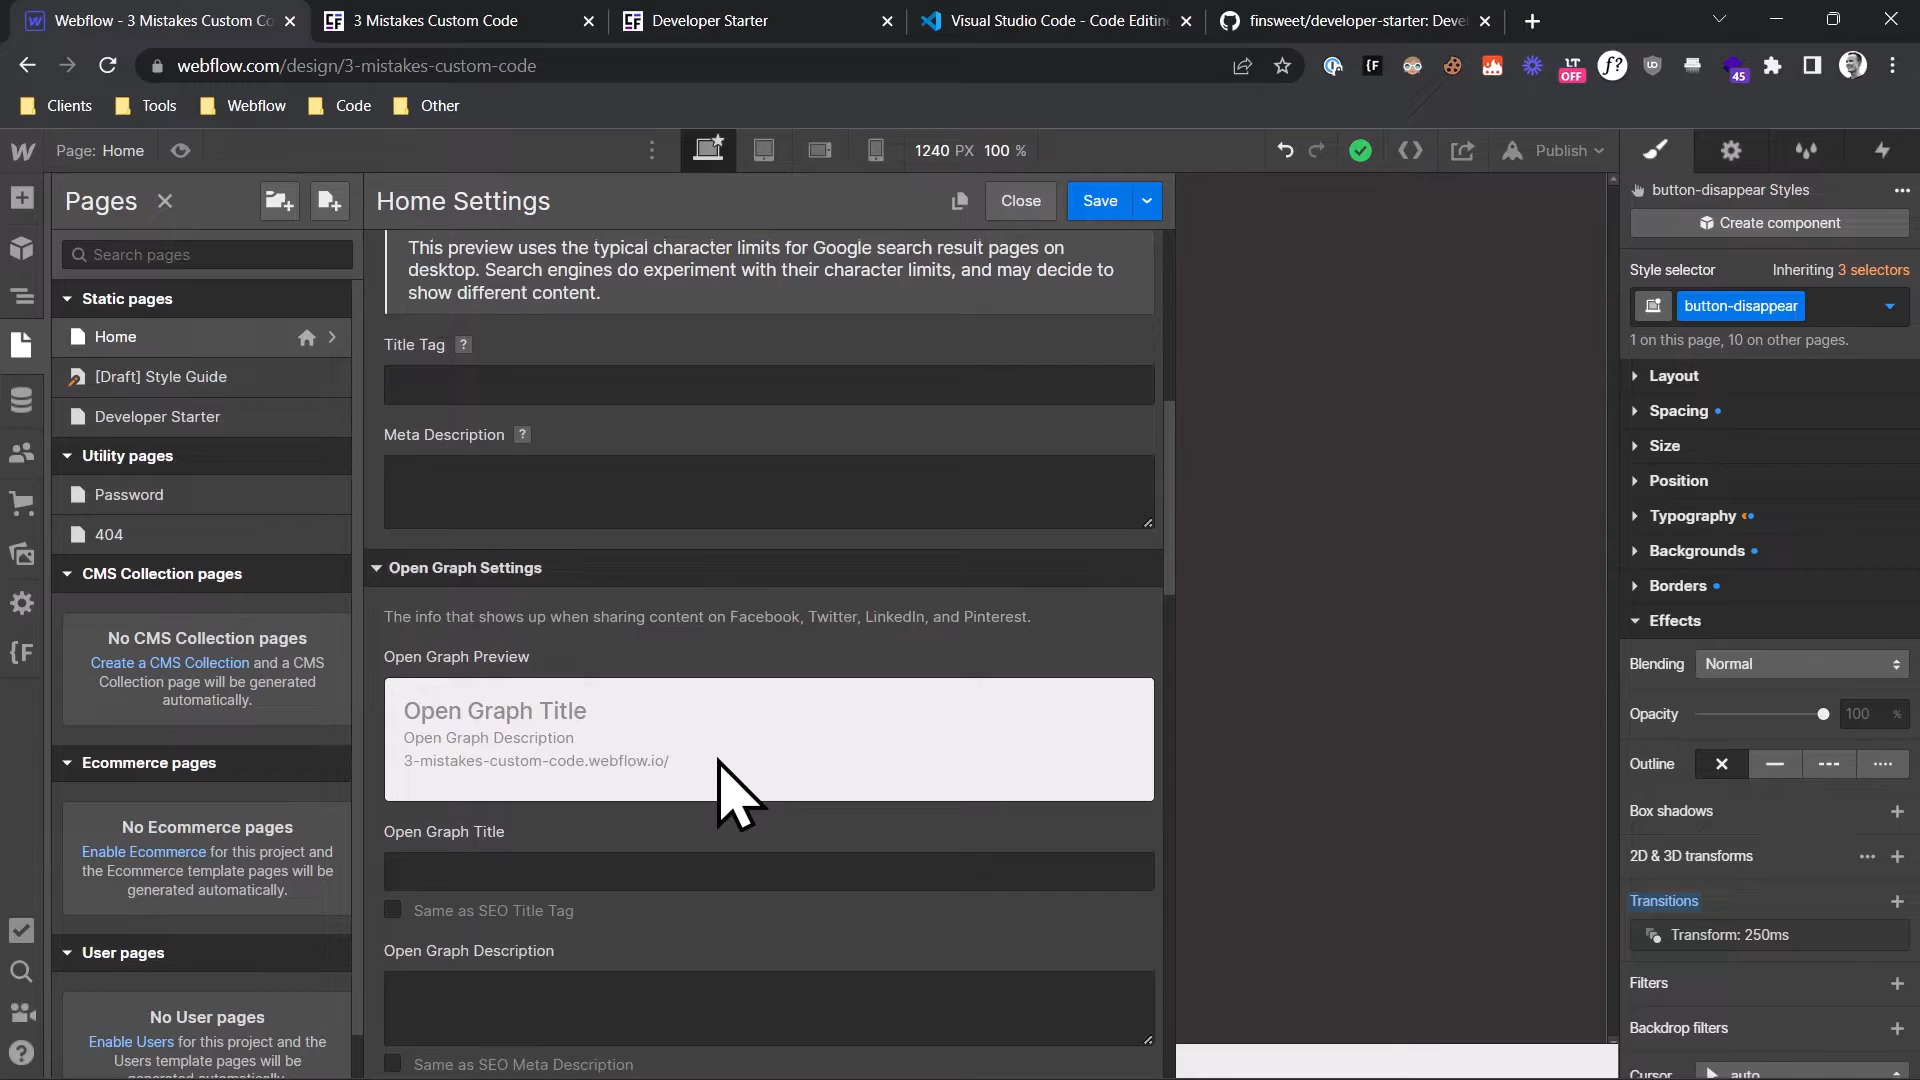 Webflow - 3 Mistakes Custom Co
3 Mistakes Custom Code
Developer Starter
Visual Studio Code - Code Editin
finsweet/developer-starter: Devel
webflow.com/design/3-mistakes-custom-code
OFF
45
Clients
Tools
Webflow
Code
Other
Page: Home
1240 PX 100 %
Publish
Pages
Home Settings
Close
Save
button-disappear Styles
Create component
Search pages
Static pages
Home
[Draft] Style Guide
Developer Starter
Utility pages
Password
404
CMS Collection pages
No CMS Collection pages
Create a CMS Collection and a CMS
Collection page will be generated
automatically.
Ecommerce pages
No Ecommerce pages
Enable Ecommerce for this project and
the Ecommerce template pages will be
generated automatically.
User pages
No User pages
Enable Users for this project and the
Users template pages will be
generated automatically.
This preview uses the typical character limits for Google search result pages on
desktop. Search engines do experiment with their character limits, and may decide to
show different content.
Title Tag ?
Meta Description ?
Open Graph Settings
The info that shows up when sharing content on Facebook, Twitter, LinkedIn, and Pinterest.
Open Graph Preview
Open Graph Title
Open Graph Description
3-mistakes-custom-code.webflow.io/
Open Graph Title
Same as SEO Title Tag
Open Graph Description
Same as SEO Meta Description
Style selector
Inheriting 3 selectors
button-disappear
1 on this page, 10 on other pages.
Layout
Spacing
Size
Position
Typography
Backgrounds
Borders
Effects
Blending
Normal
Opacity
100 %
Outline
Box shadows
2D & 3D transforms
Transitions
Transform: 250ms
Filters
Backdrop filters
Cursor
auto